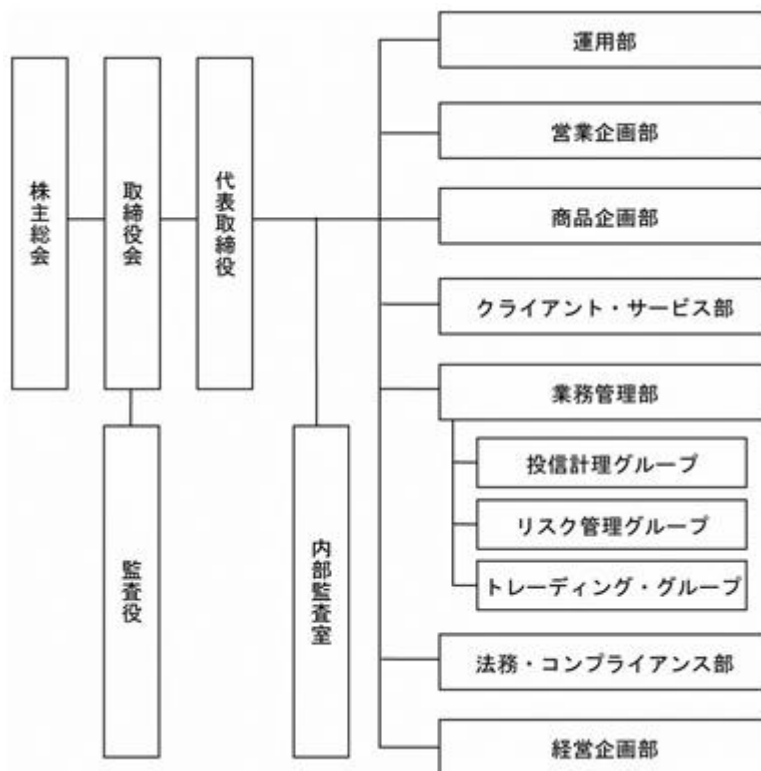 株主総会
取締役会
代表取締役
監査役
内部監査室
運用部
営業企画部
商品企画部
クライアント・サービス部
業務管理部
投信計理グループ
リスク管理グループ
トレーディング・グループ
法務・コンプライアンス部
経営企画部